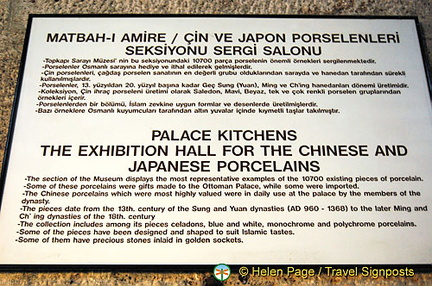 MATBAH-I AMİRE / ÇİN VE JAPON PORSELENLERİ
SEKSİYONU SERGİ SALONU
-Topkapı Sarayı Müzesi' nin bu seksiyonundaki 10700 parça porselenin önemli örnekleri sergilenmektedir.
-Porselenler Osmanlı sarayına hediye ve ithal edilerek gelmişlerdir.
-Çin porselenleri, çağdaş porselen sanatının en değerli grubu olduklarından sarayda ve hanedan tarafından sürekli
kullanılmışlardır.
-Porselenler, 13. yüzyıldan 20. yüzyıl başına kadar Geç Sung (Yuan), Ming ve Ch'ing hanedanları dönemi üretimidir.
-Koleksiyon, Çin ihraç porseleni üretimi olarak Seledon, Mavi, Beyaz, tek ve çok renkli porselen gruplarından
örnekleri içerir.
-Porselenlerden bir bölümü, İslam zevkine uygun formlar ve desenlerde üretilmişlerdir.
-Bazı örneklere Osmanlı kuyumcuları tarafından altın yuvalar içinde kıymetli taşlar takılmıştır.
PALACE KITCHENS
THE EXHIBITION HALL FOR THE CHINESE AND
JAPANESE PORCELAINS
-The section of the Museum displays the most representative examples of the 10700 existing pieces of porcelain.
-Some of these porcelains were gifts made to the Ottoman Palace, while some were imported.
-The Chinese porcelains which were most highly valued were in daily use at the palace by the members of the
dynasty.
-The pieces date from the 13th. century of the Sung and Yuan dynasties (AD 960 - 1368) to the later Ming and
Ch' ing dynasties of the 18th. century
-The collection includes among its pieces celadons, blue and white, monochrome and polychrome porcelains.
-Some of the pieces have been designed and shaped to suit Islamic tastes.
-Some of them have precious stones inlaid in golden sockets.
© Helen Page / Travel Signposts